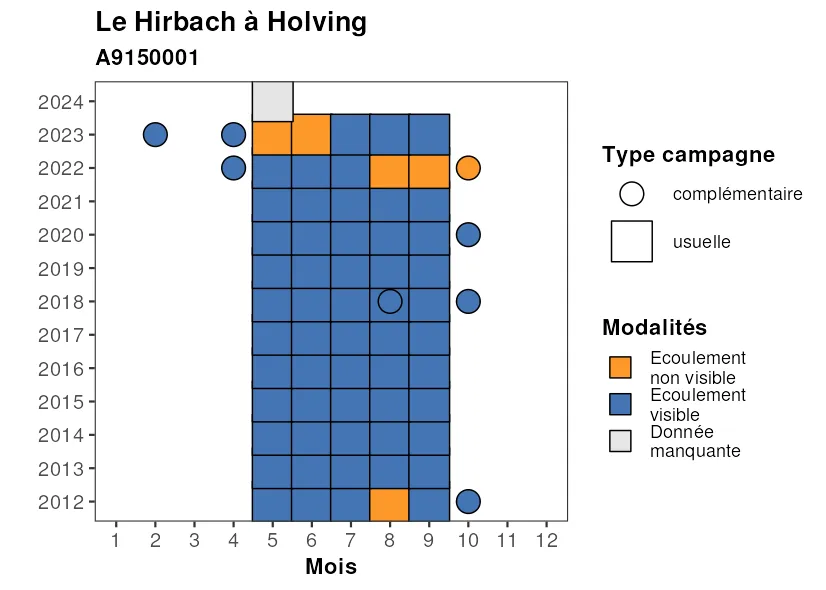 Le Hirbach à Holving
A9150001
2024
2023
2022
2021
2020
2019
2018
2017
2016
2015
2014
2013
2012
1 2 3 4 5 6 7 8 9 10 11 12
Mois
Type campagne
complémentaire
usuelle
Modalités
Ecoulement
non visible
Ecoulement
visible
Donnée
manquante